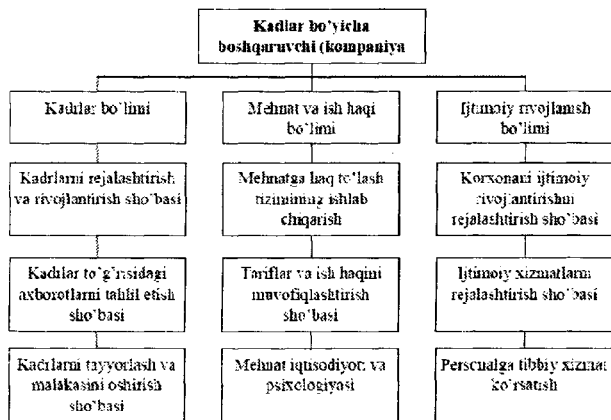 Kadlar bo'yicha
boshqaruvchi (kompaniya
Kadrlar bo'limi
Mehnat va ish haqi
bo'limi
Ijtimoiy rivojlanish
bo'limi
Kadrlarni rejalashtirish
va rivojlantirish sho'basi
Mehnatga haq to'lash
tizimining ishlab
chiqarish
Korxonani ijtimoiy
rivojlantirishni
rejalashtirish sho'basi
Kadrlar to'g'risidagi
axborotlarni tahlil etish
sho'basi
Tariflar va ish haqini
muvofiqlashtirish
sho'basi
Ijtimoiy xizmatlarni
rejalashtirish sho'basi
Kadrlarni tayyorlash va
malakasini oshirish
sho'basi
Mehnat iqtisodiyoti va
psixologiyasi
Personalga tibbiy xizmat
ko'rsatish